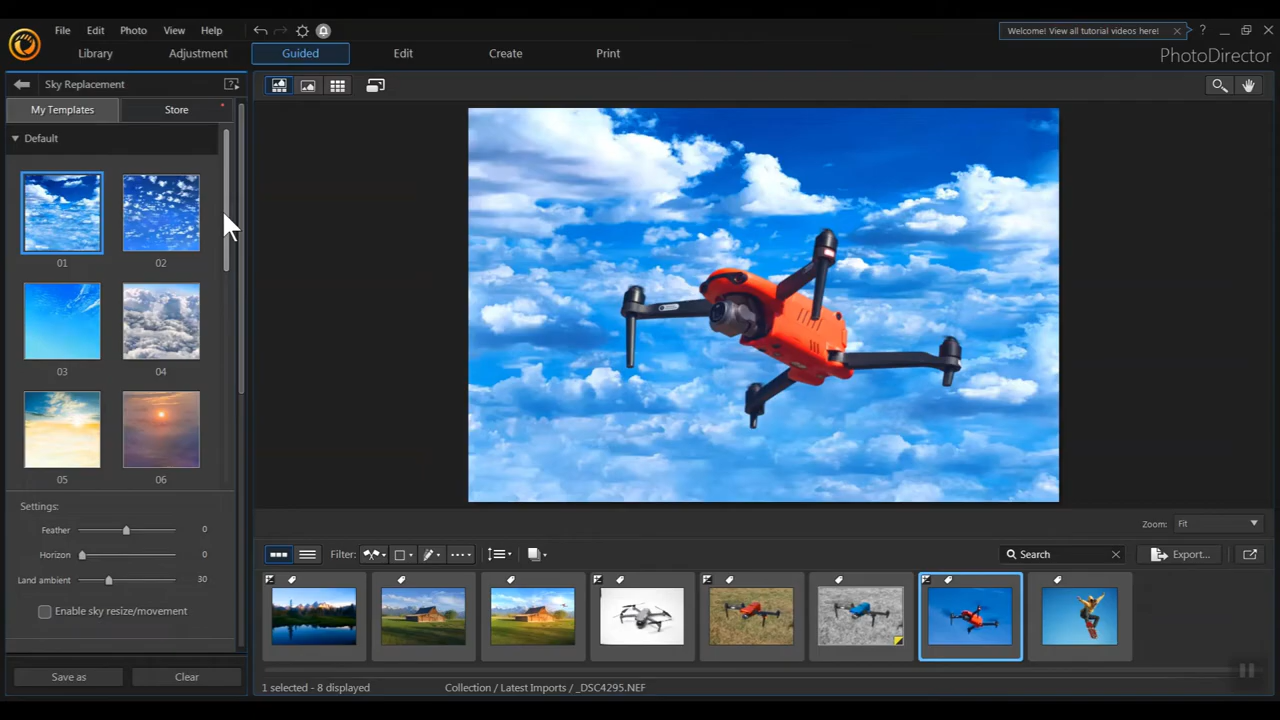 File Edit Photo View Help
Welcome! View all tutorial videos here!
Library Adjustment Guided Edit Create Print
PhotoDirector
Sky Replacement
My Templates Store
Default
01 02
03 04
05 06
Settings:
Feather 0
Horizon 0
Land ambient 30
Enable sky resize/movement
Save as Clear
Zoom: Fit
Filter: Search Export...
1 selected - 8 displayed Collection / Latest Imports / _DSC4295.NEF